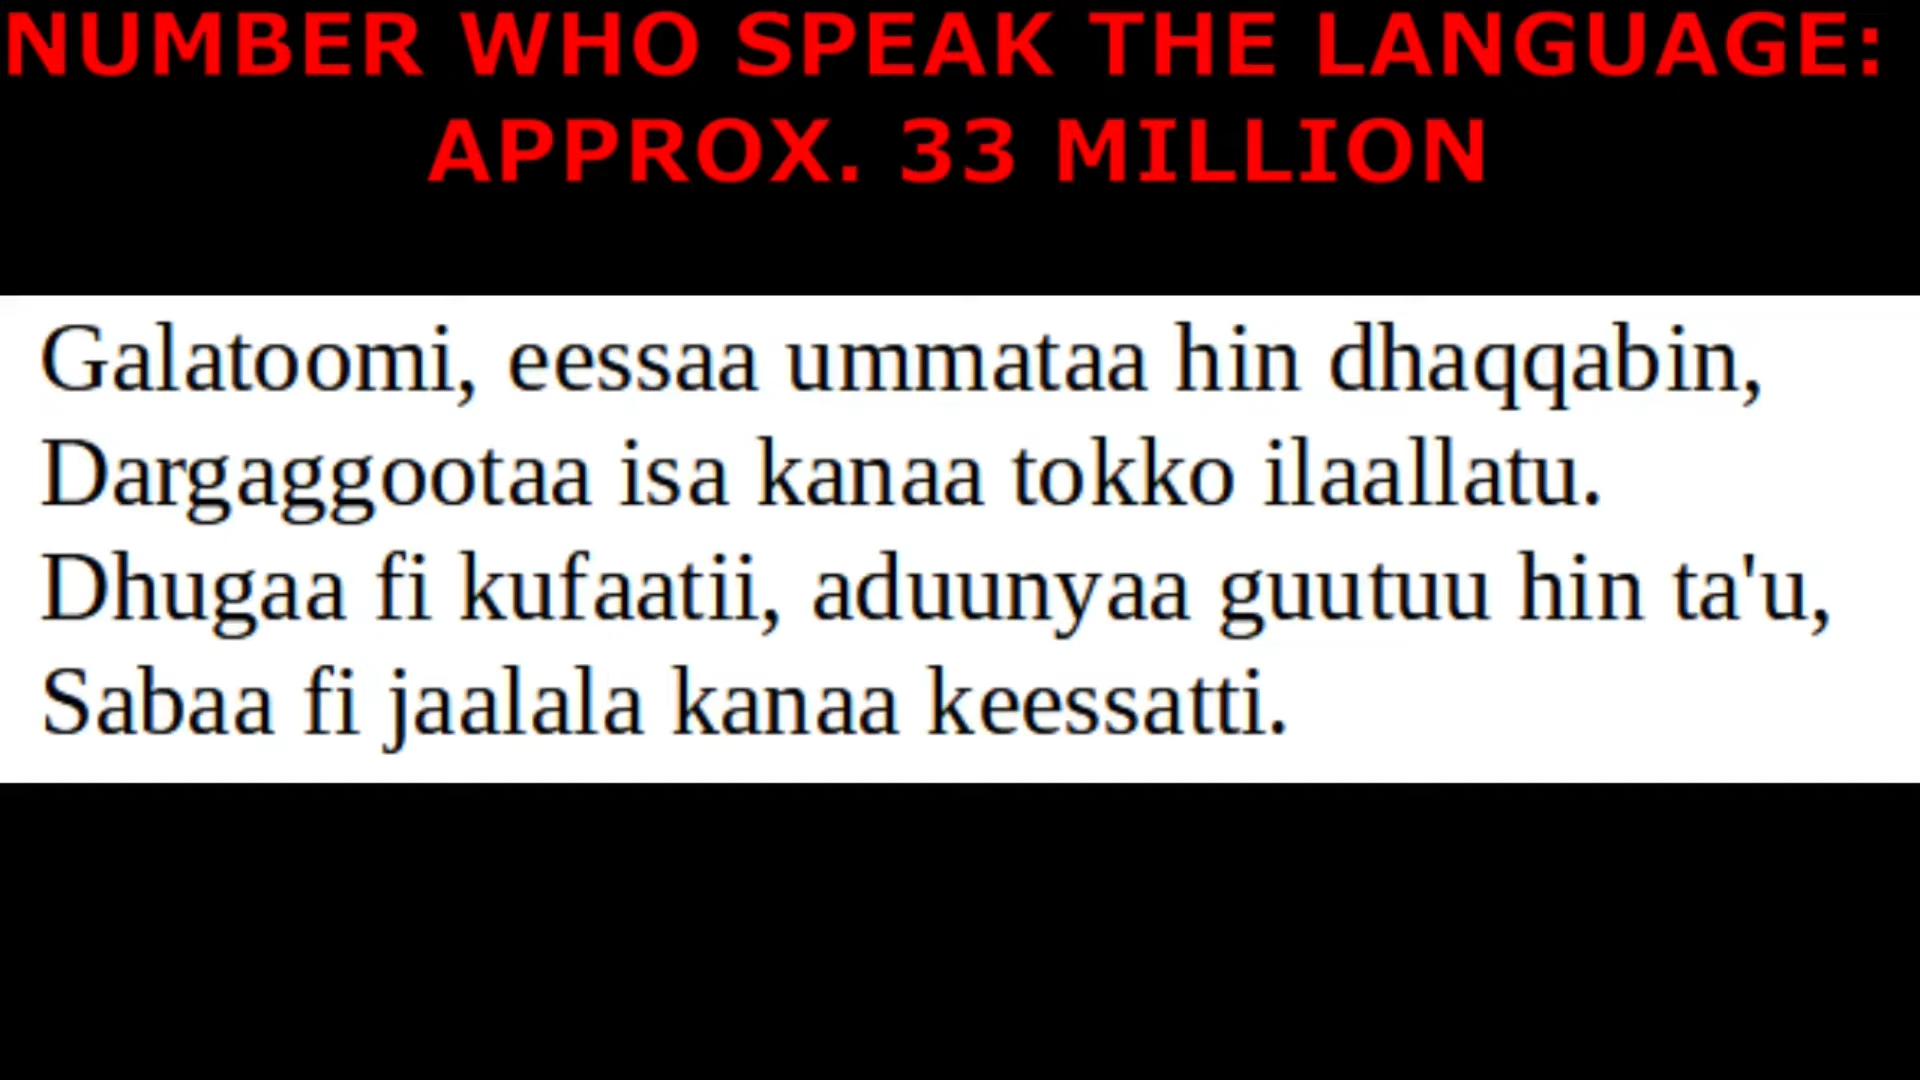 NUMBER WHO SPEAK THE LANGUAGE:
APPROX. 33 MILLION
Galatoomi, eessaa ummataa hin dhaqqabin,
Dargaggootaa isa kanaa tokko ilaallatu.
Dhugaa fi kufaatii, aduunyaa guutuu hin ta'u,
Sabaa fi jaalala kanaa keessatti.